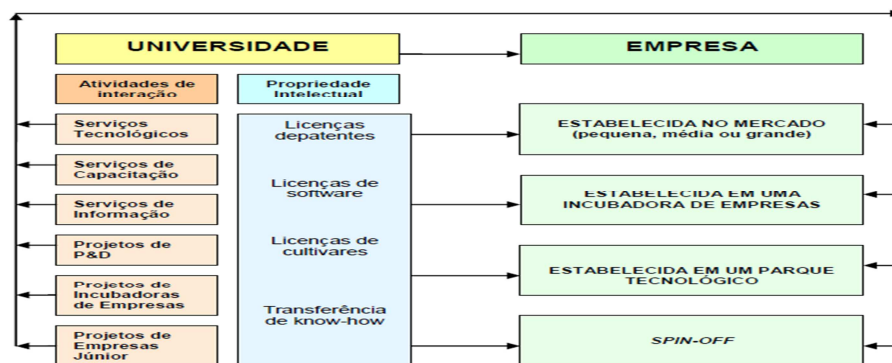 UNIVERSIDADE
EMPRESA
Atividades de
interação
Propriedade
Intelectual
Serviços
Tecnológicos
Serviços de
Capacitação
Serviços de
Informação
Projetos de
P&D
Projetos de
Incubadoras
de Empresas
Projetos de
Empresas
Júnior
Licenças
depatentes
Licenças de
software
Licenças de
cultivares
Transferência
de know-how
ESTABELECIDA NO MERCADO
(pequena, média ou grande)
ESTABELECIDA EM UMA
INCUBADORA DE EMPRESAS
ESTABELECIDA EM UM PARQUE
TECNOLÓGICO
SPIN-OFF